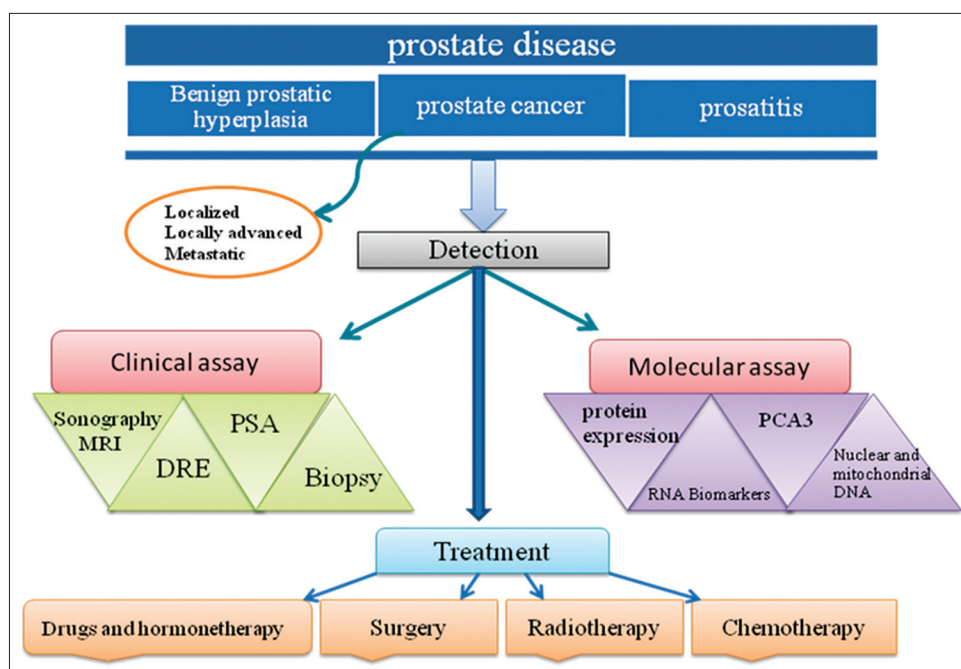 prostate disease
Benign prostatic
hyperplasia
prostate cancer
prosatitis
Localized
Locally advanced
Metastatic
Detection
Clinical assay
Sonography
MRI
DRE
PSA
Biopsy
Molecular assay
protein
expression
RNA Biomarkers
PCA3
Nuclear and
mitochondrial
DNA
Treatment
Drugs and hormonetherapy
Surgery
Radiotherapy
Chemotherapy